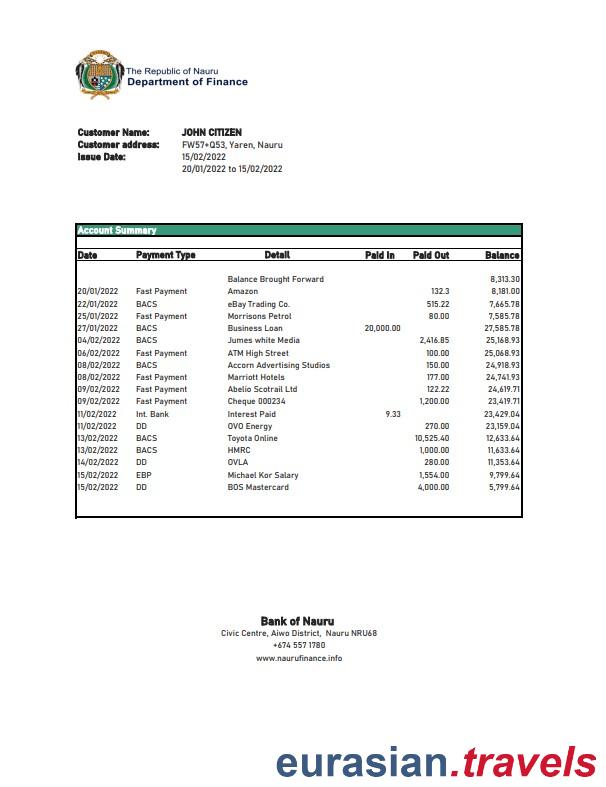 The Republic of Nauru
Department of Finance
Customer Name: JOHN CITIZEN
Customer address: FW57+Q53, Yaren, Nauru
Issue Date: 15/02/2022
20/01/2022 to 15/02/2022
Account Summary
Date Payment Type Detail Paid In Paid Out Balance
Balance Brought Forward 8,313.30
20/01/2022 Fast Payment Amazon 132.3 8,181.00
22/01/2022 BACS eBay Trading Co. 515.22 7,665.78
25/01/2022 Fast Payment Morrisons Petrol 80.00 7,585.78
27/01/2022 BACS Business Loan 20,000.00 27,585.78
04/02/2022 BACS Jumes white Media 2,416.85 25,168.93
06/02/2022 Fast Payment ATM High Street 100.00 25,068.93
08/02/2022 BACS Accorn Advertising Studios 150.00 24,918.93
08/02/2022 Fast Payment Marriott Hotels 177.00 24,741.93
09/02/2022 Fast Payment Abelio Scotrail Ltd 122.22 24,619.71
09/02/2022 Fast Payment Cheque 000234 1,200.00 23,419.71
11/02/2022 Int. Bank Interest Paid 9.33 23,429.04
11/02/2022 DD OVO Energy 270.00 23,159.04
13/02/2022 BACS Toyota Online 10,525.40 12,633.64
13/02/2022 BACS HMRC 1,000.00 11,633.64
14/02/2022 DD OVLA 280.00 11,353.64
15/02/2022 EBP Michael Kor Salary 1,554.00 9,799.64
15/02/2022 DD BOS Mastercard 4,000.00 5,799.64
Bank of Nauru
Civic Centre, Aiwo District, Nauru NRU68
+674 557 1780
www.naurufinance.info
eurasian.travels